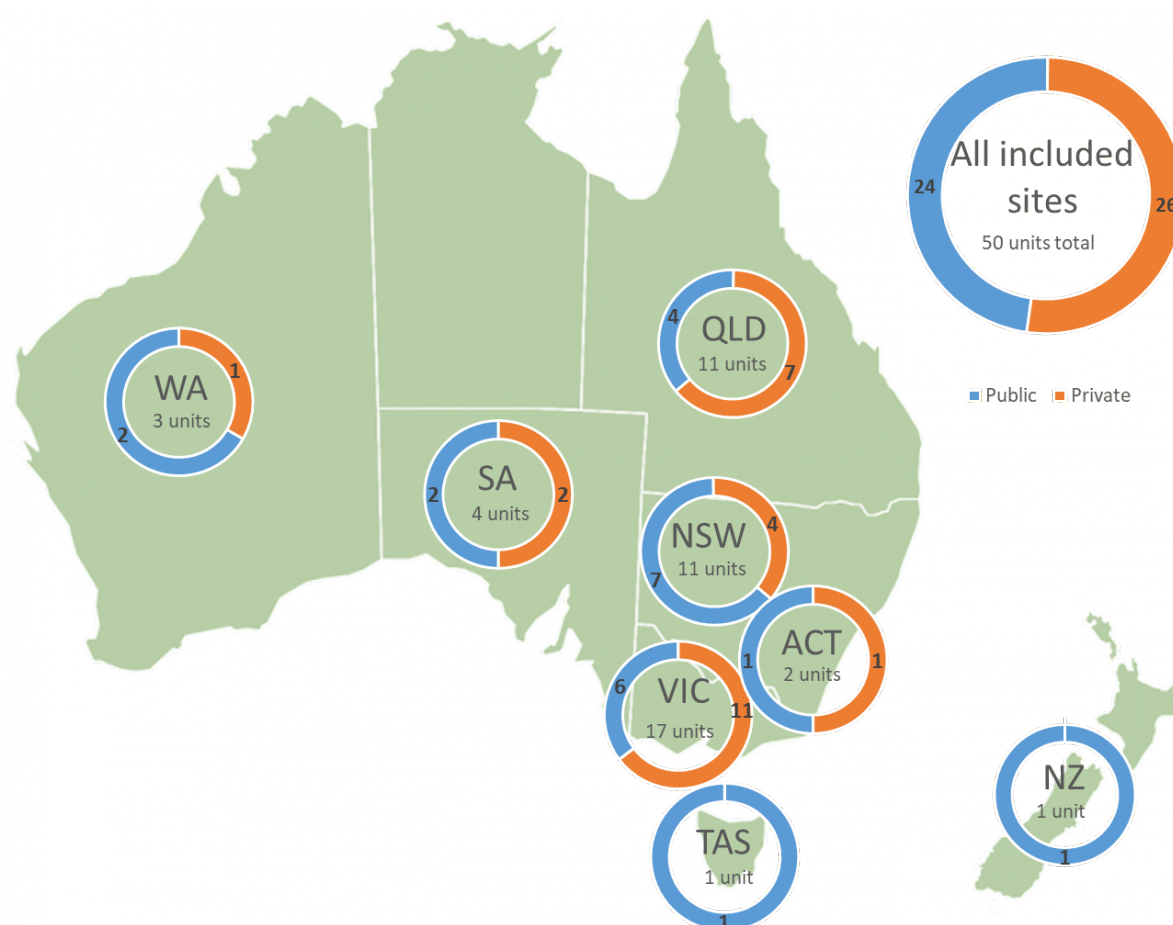 All included
sites
50 units total
24
26
Public
Private
QLD
11 units
4
7
WA
3 units
1
2
SA
4 units
2
2
NSW
11 units
4
7
ACT
2 units
1
1
VIC
17 units
6
11
NZ
1 unit
1
TAS
1 unit
1